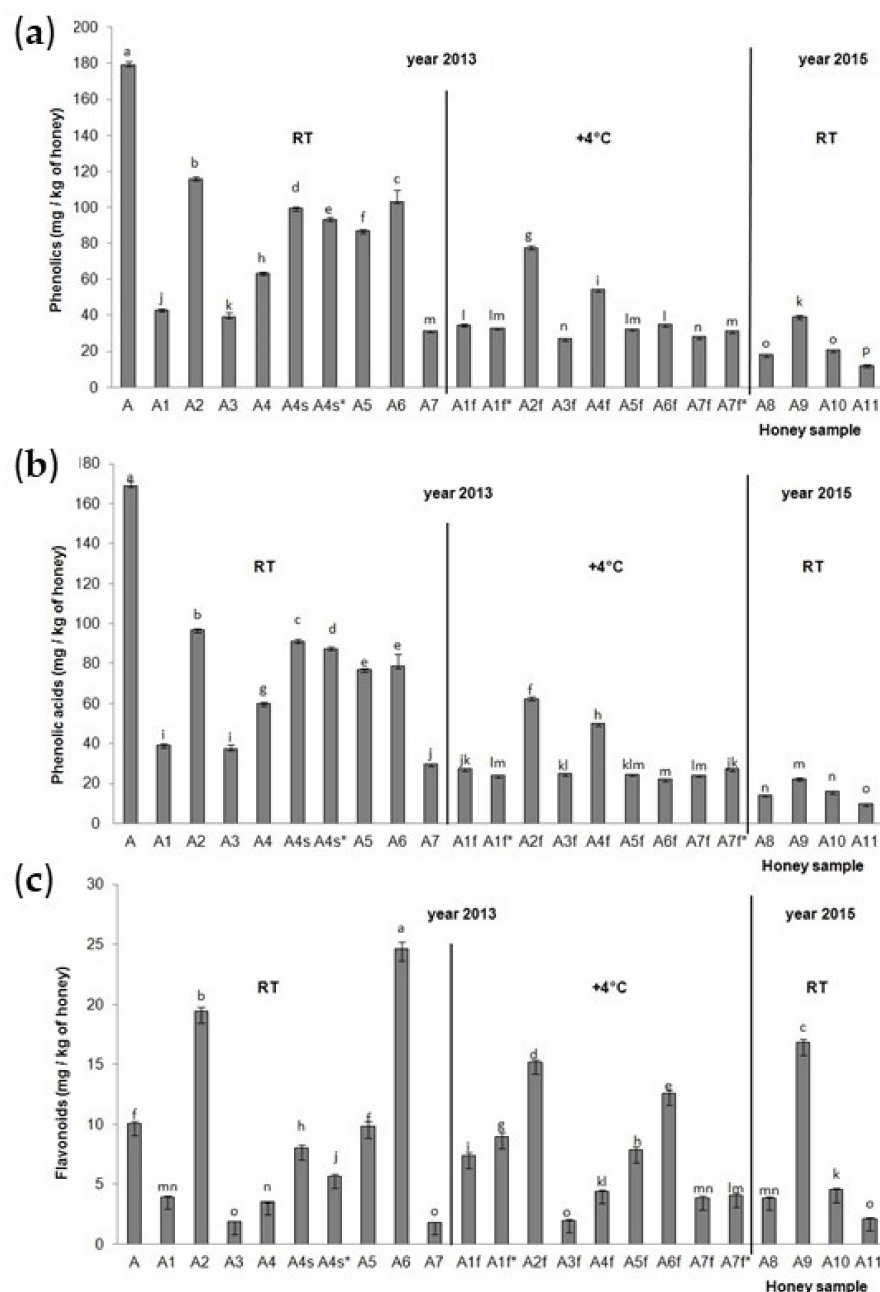 (a)
Phenolics (mg / kg of honey)
200
180
160
140
120
100
80
60
40
20
0
year 2013
year 2015
RT
+4°C
RT
a
j
b
k
h
d
e
f
c
m
l
lm
g
n
i
lm
l
n
m
o
k
o
p
A A1 A2 A3 A4 A4s A4s* A5 A6 A7 A1f A1f* A2f A3f A4f A5f A6f A7f A7f* A8 A9 A10 A11
Honey sample
(b)
Phenolic acids (mg / kg of honey)
180
160
140
120
100
80
60
40
20
0
year 2013
year 2015
RT
+4°C
RT
a
i
b
i
g
c
d
e
e
j
jk
lm
f
kl
h
klm
m
lm
jk
n
m
n
o
A A1 A2 A3 A4 A4s A4s* A5 A6 A7 A1f A1f* A2f A3f A4f A5f A6f A7f A7f* A8 A9 A10 A11
Honey sample
(c)
Flavonoids (mg / kg of honey)
30
25
20
15
10
5
0
year 2013
year 2015
RT
+4°C
RT
f
mn
b
o
n
h
j
f
a
o
i
g
d
o
kl
h
e
mn
lm
mn
c
k
o
A A1 A2 A3 A4 A4s A4s* A5 A6 A7 A1f A1f* A2f A3f A4f A5f A6f A7f A7f* A8 A9 A10 A11
Honey sample